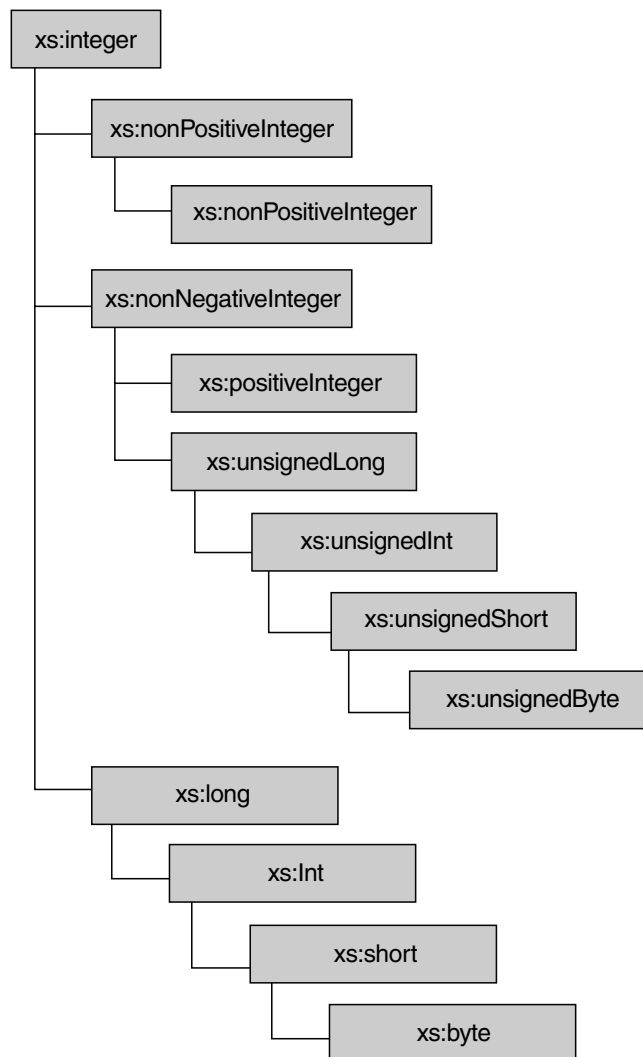 xs:integer
xs:nonPositiveInteger
xs:nonPositiveInteger
xs:nonNegativeInteger
xs:positiveInteger
xs:unsignedLong
xs:unsignedInt
xs:unsignedShort
xs:unsignedByte
xs:long
xs:Int
xs:short
xs:byte